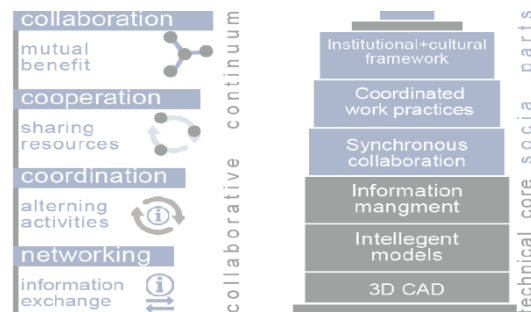 collaboration
mutual
benefit
cooperation
sharing
resources
coordination
alterning
activities
networking
information
exchange
collaborative continuum
Institutional+cultural
framework
Coordinated
work practices
Synchronous
collaboration
Information
mangment
Intellegent
models
3D CAD
technical core social parts